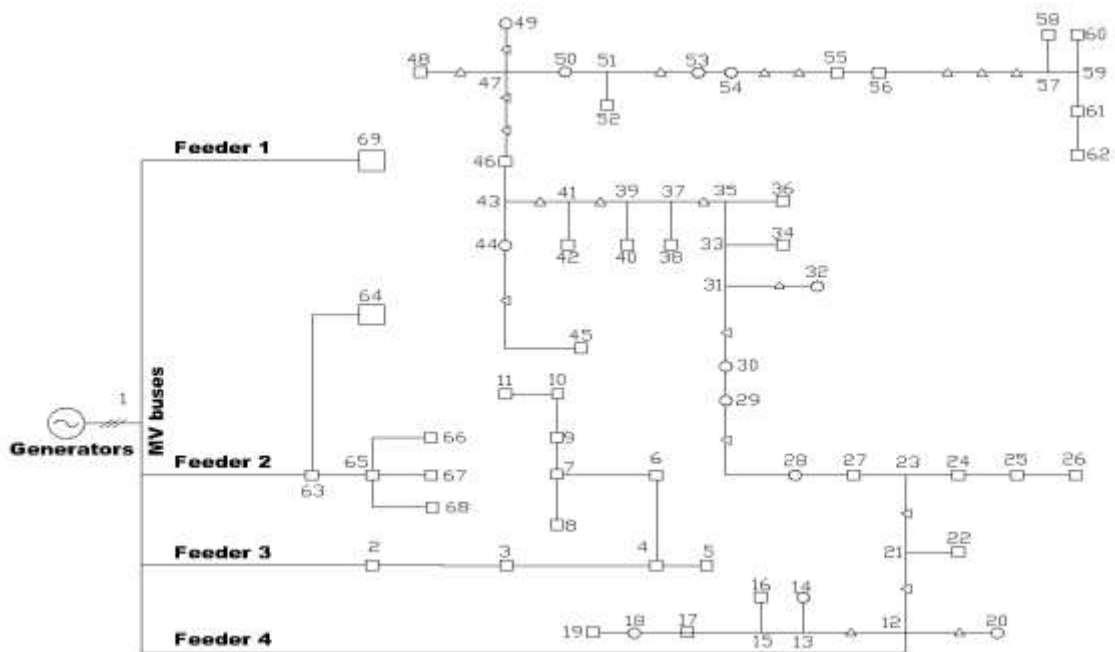 49
58 60
48 50 51 53 55
47 54 56 57 59
52 61
62
Feeder 1 69
46
43 41 39 37 35 36
44 42 40 38 33 34
31 32
64
45
30
11 10 29
1
MV buses
Generators
9
66
Feeder 2 65 7 6 28 27 23 24 25 26
63 67
68 8
Feeder 3 2 3 4 5 21 22
16 14
19 18 17 15 13 12 20
Feeder 4